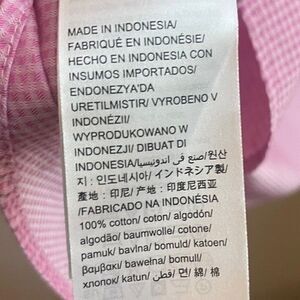 MADE IN INDONESIA/
FABRIQUÉ EN INDONÉSIE/
HECHO EN INDONESIA CON
INSUMOS IMPORTADOS/
ENDONEZYA'DA
URETILMISTIR/ VYROBENO V
INDONÉZII/
WYPRODUKOWANO W
INDONEZJI/ DIBUAT DI
INDONESIA/صنع في اندونيسيا/원산
지 : 인도네시아/ インドネシア製/
產地 : 印尼/ 产地 : 印度尼西亚
/FABRICADO NA INDONÉSIA
100% cotton/ coton/ algodón/
algodão/ baumwolle/ cotone/
pamuk/ bavlna/ bomuld/ katoen/
βαμβακι/ bawełna/ bomull/
хлопок/ katun/ قطن/ 면/ 綿/ 棉